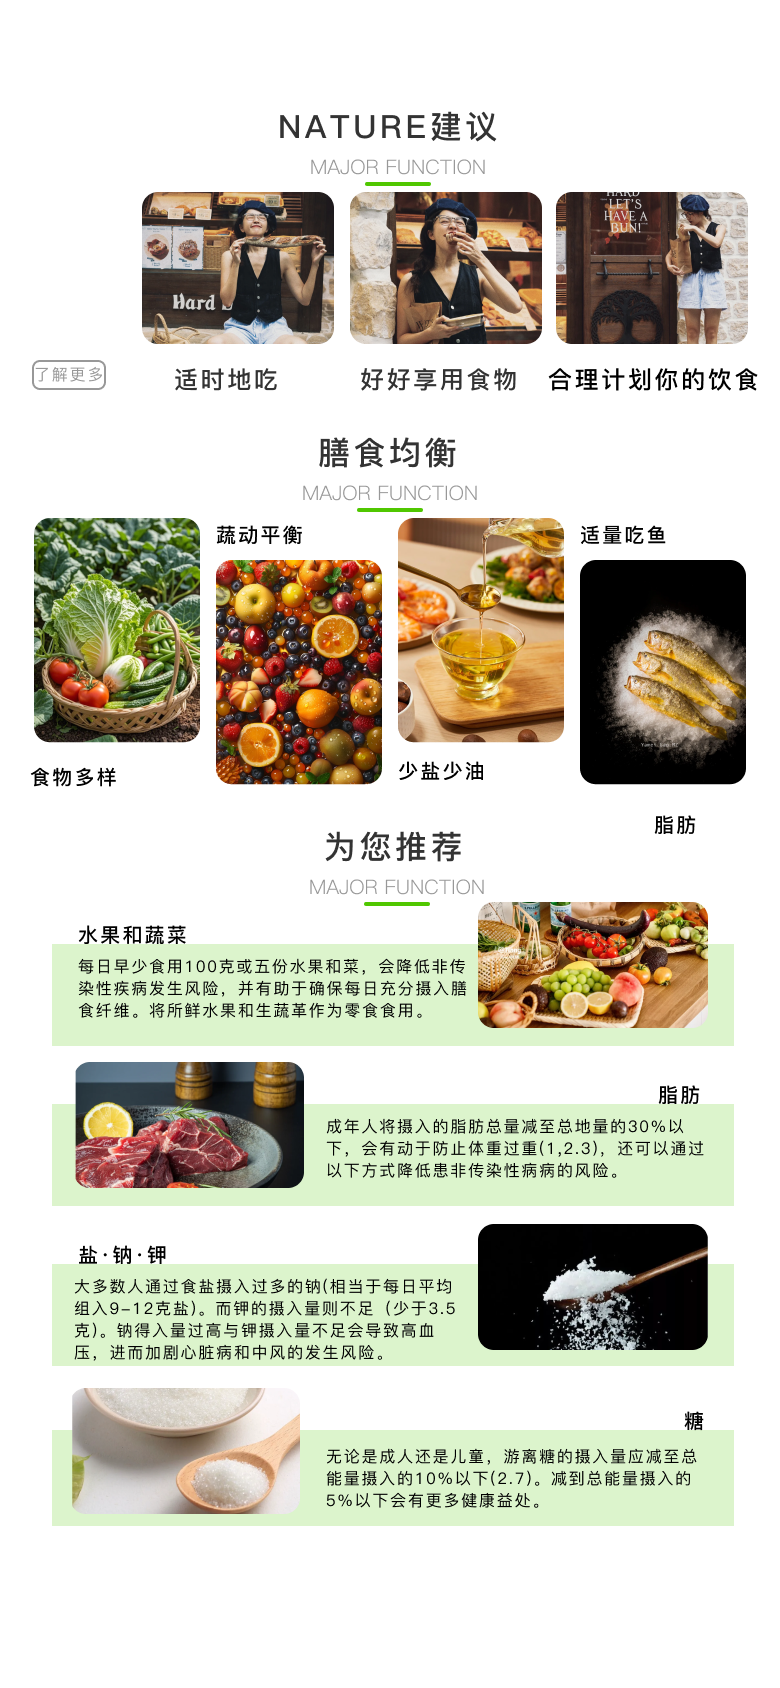 NATURE建议
MAJOR FUNCTION
HARD
LET'S
HAVE A
BUN!
Hard
了解更多
适时地吃
好好享用食物
合理计划你的饮食
膳食均衡
MAJOR FUNCTION
蔬动平衡
适量吃鱼
食物多样
少盐少油
脂肪
为您推荐
MAJOR FUNCTION
水果和蔬菜
每日早少食用100克或五份水果和菜，会降低非传
染性疾病发生风险，并有助于确保每日充分摄入膳
食纤维。将所鲜水果和生蔬革作为零食食用。
脂肪
成年人将摄入的脂肪总量减至总地量的30%以
下，会有动于防止体重过重(1,2.3)，还可以通过
以下方式降低患非传染性病病的风险。
盐·钠·钾
大多数人通过食盐摄入过多的钠(相当于每日平均
组入9-12克盐)。而钾的摄入量则不足（少于3.5
克)。钠得入量过高与钾摄入量不足会导致高血
压，进而加剧心脏病和中风的发生风险。
糖
无论是成人还是儿童，游离糖的摄入量应减至总
能量摄入的10%以下(2.7)。减到总能量摄入的
5%以下会有更多健康益处。